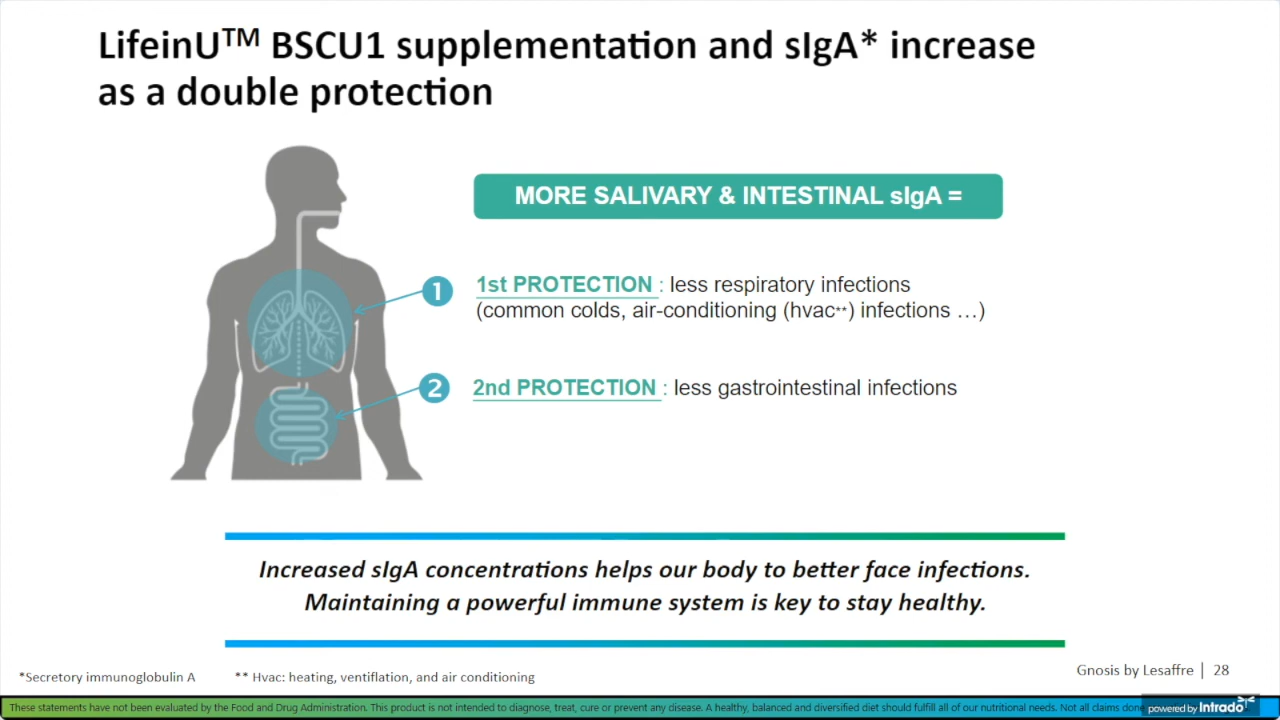 LifeinU™ BSCU1 supplementation and sIgA* increase
as a double protection
MORE SALIVARY & INTESTINAL sIgA =
1 1st PROTECTION : less respiratory infections
(common colds, air-conditioning (hvac**) infections …)
2 2nd PROTECTION : less gastrointestinal infections
Increased sIgA concentrations helps our body to better face infections.
Maintaining a powerful immune system is key to stay healthy.
Gnosis by Lesaffre | 28
*Secretory immunoglobulin A ** Hvac: heating, ventiflation, and air conditioning
These statements have not been evaluated by the Food and Drug Administration. This product is not intended to diagnose, treat, cure or prevent any disease. A healthy, balanced and diversified diet should fulfill all of our nutritional needs. Not all claims done powered by Intrado